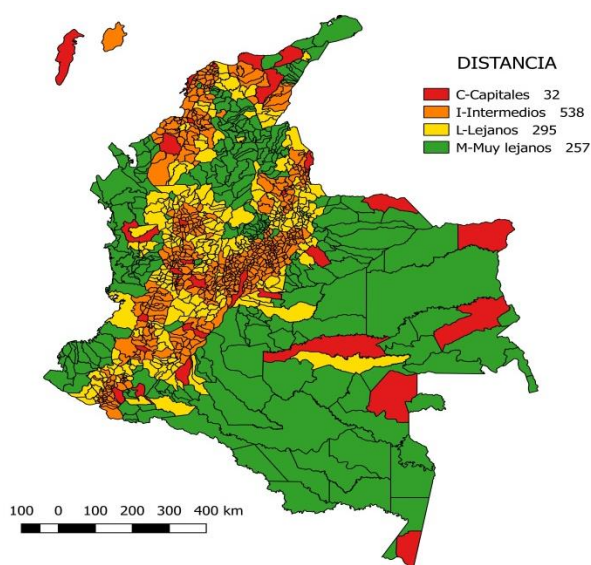 DISTANCIA
C-Capitales 32
I-Intermedios 538
L-Lejanos 295
M-Muy lejanos 257
100 0 100 200 300 400 km